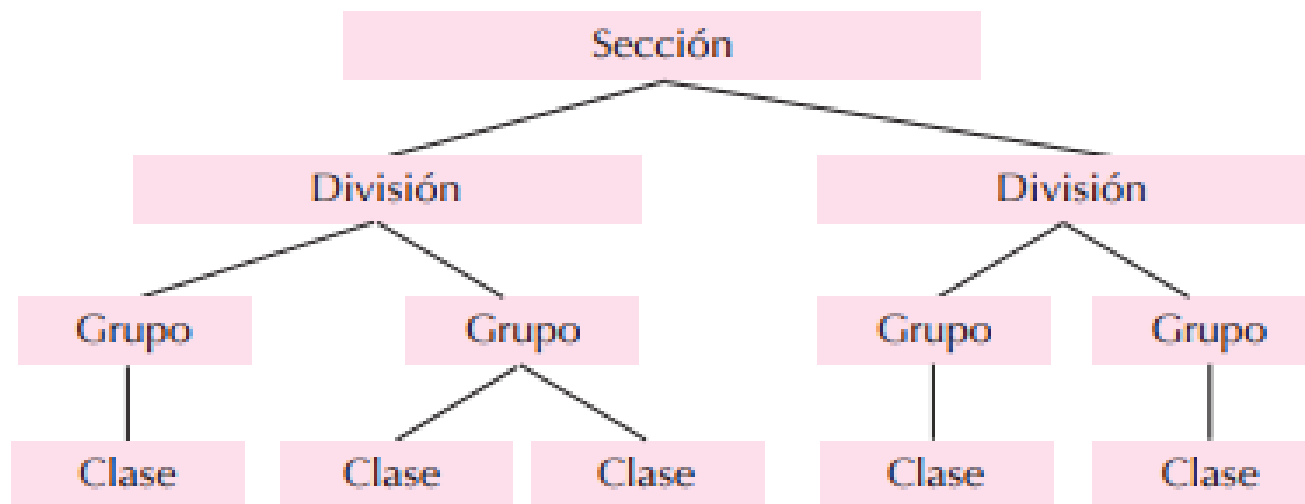 Sección
División División
Grupo Grupo Grupo Grupo
Clase Clase Clase Clase Clase